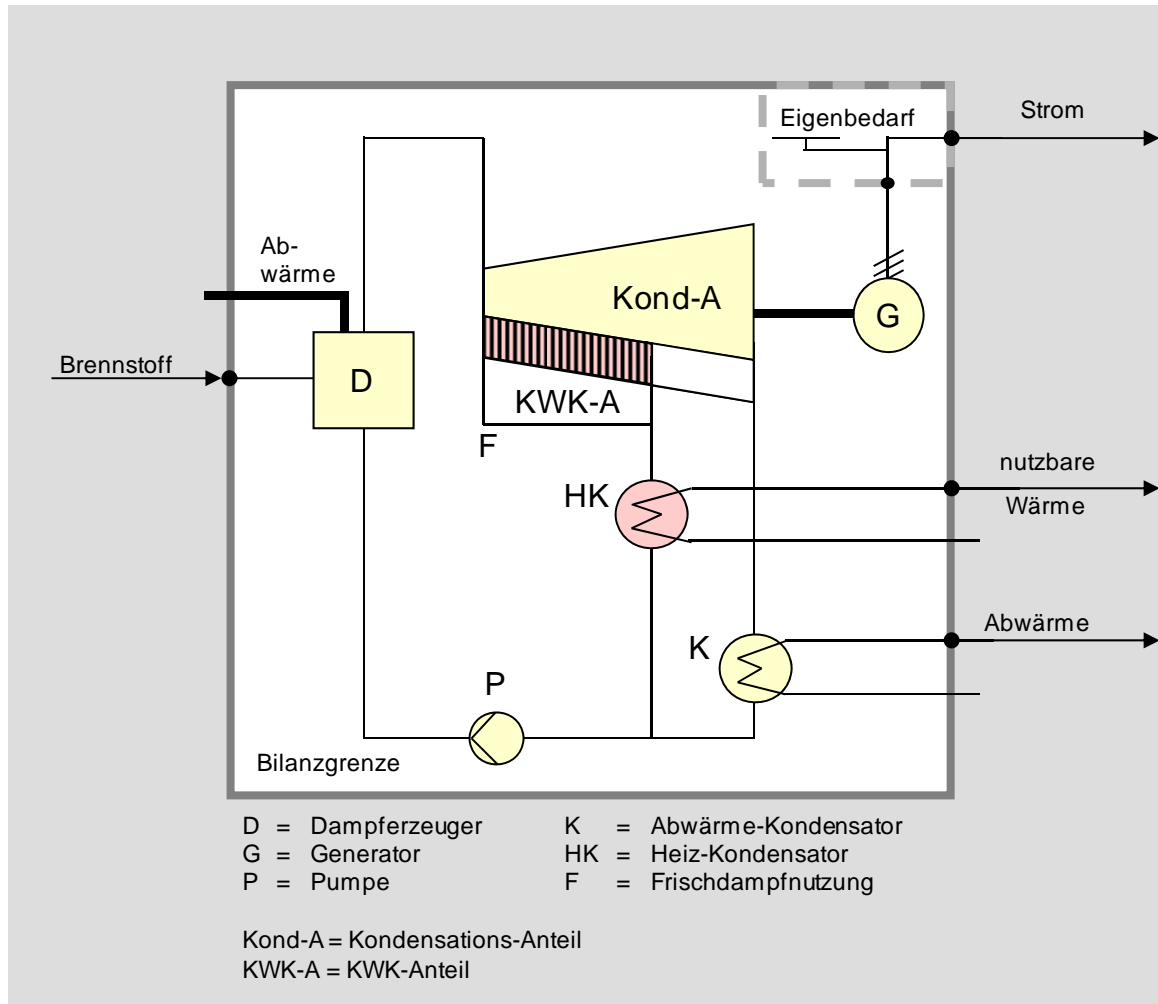 Eigenbedarf
Strom
Ab-
wärme
Kond-A
G
Brennstoff
D
KWK-A
F
nutzbare
HK
Wärme
Abwärme
K
P
Bilanzgrenze
D = Dampferzeuger
K = Abwärme-Kondensator
G = Generator
HK = Heiz-Kondensator
P = Pumpe
F = Frischdampfnutzung
Kond-A = Kondensations-Anteil
KWK-A = KWK-Anteil